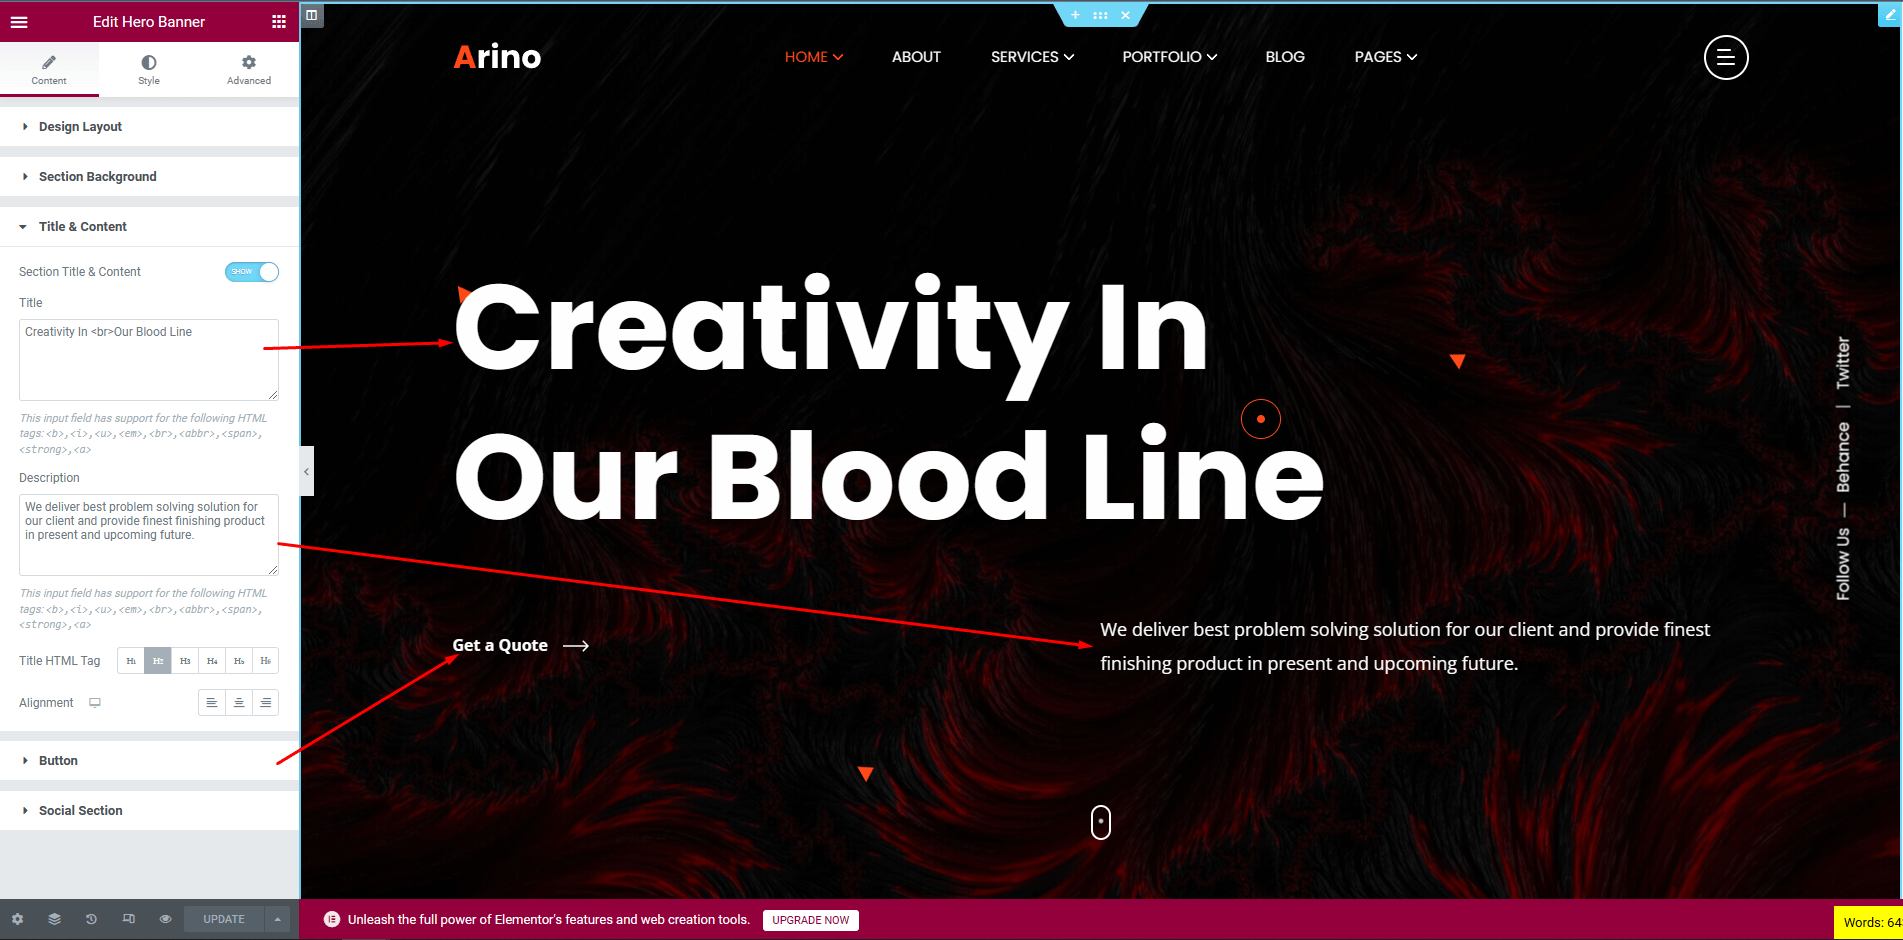 Edit Hero Banner
Content
Style
Advanced
Design Layout
Section Background
Title & Content
Section Title & Content
SHOW
Title
Creativity In <br>Our Blood Line
This input field has support for the following HTML
tags: <b>,<i>,<u>,<em>,<br>,<abbr>,<span>,
<strong>,<a>
Description
We deliver best problem solving solution for
our client and provide finest finishing product
in present and upcoming future.
This input field has support for the following HTML
tags: <b>,<i>,<u>,<em>,<br>,<abbr>,<span>,
<strong>,<a>
Title HTML Tag
H1 H2 H3 H4 H5 H6
Alignment
Button
Social Section
UPDATE
Arino
HOME ABOUT SERVICES PORTFOLIO BLOG PAGES
Creativity In
Our Blood Line
Get a Quote
We deliver best problem solving solution for our client and provide finest
finishing product in present and upcoming future.
Follow Us — Behance | Twitter
Unleash the full power of Elementor's features and web creation tools.
UPGRADE NOW
Words: 64